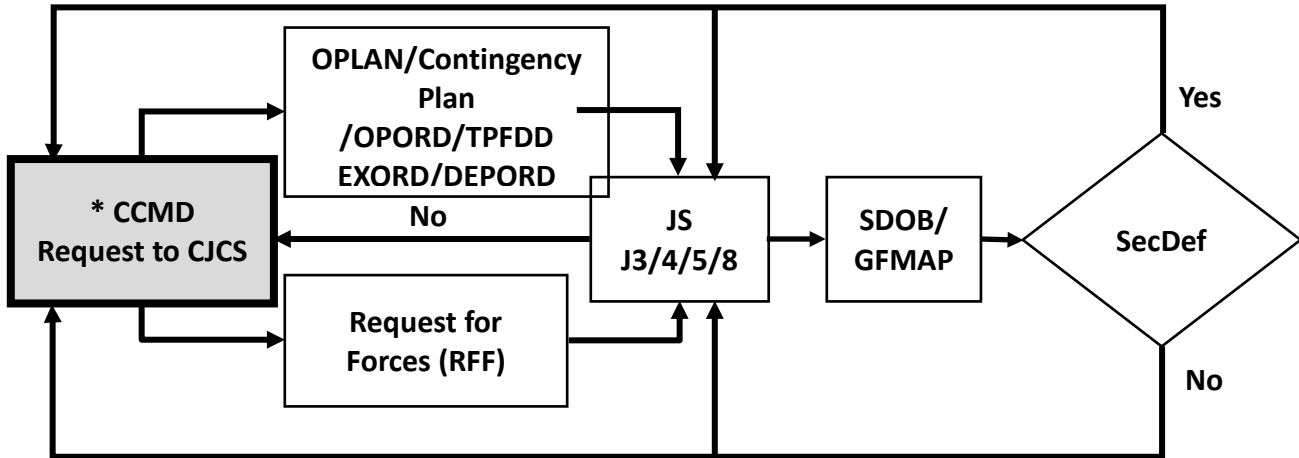 OPLAN/Contingency
Plan
/OPORD/TPFDD
EXORD/DEPORD
Yes
* CCMD
Request to CJCS
No
JS
J3/4/5/8
SDOB/
GFMAP
SecDef
Request for
Forces (RFF)
No